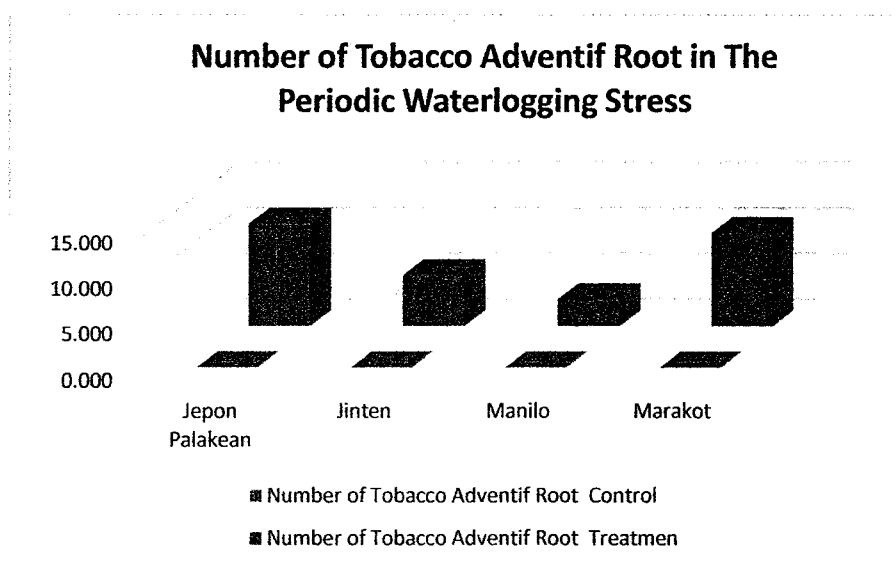 Number of Tobacco Adventif Root in The
Periodic Waterlogging Stress
15.000
10.000
5.000
0.000
Jepon
Palakean
Jinten
Manilo
Marakot
Number of Tobacco Adventif Root Control
Number of Tobacco Adventif Root Treatmen